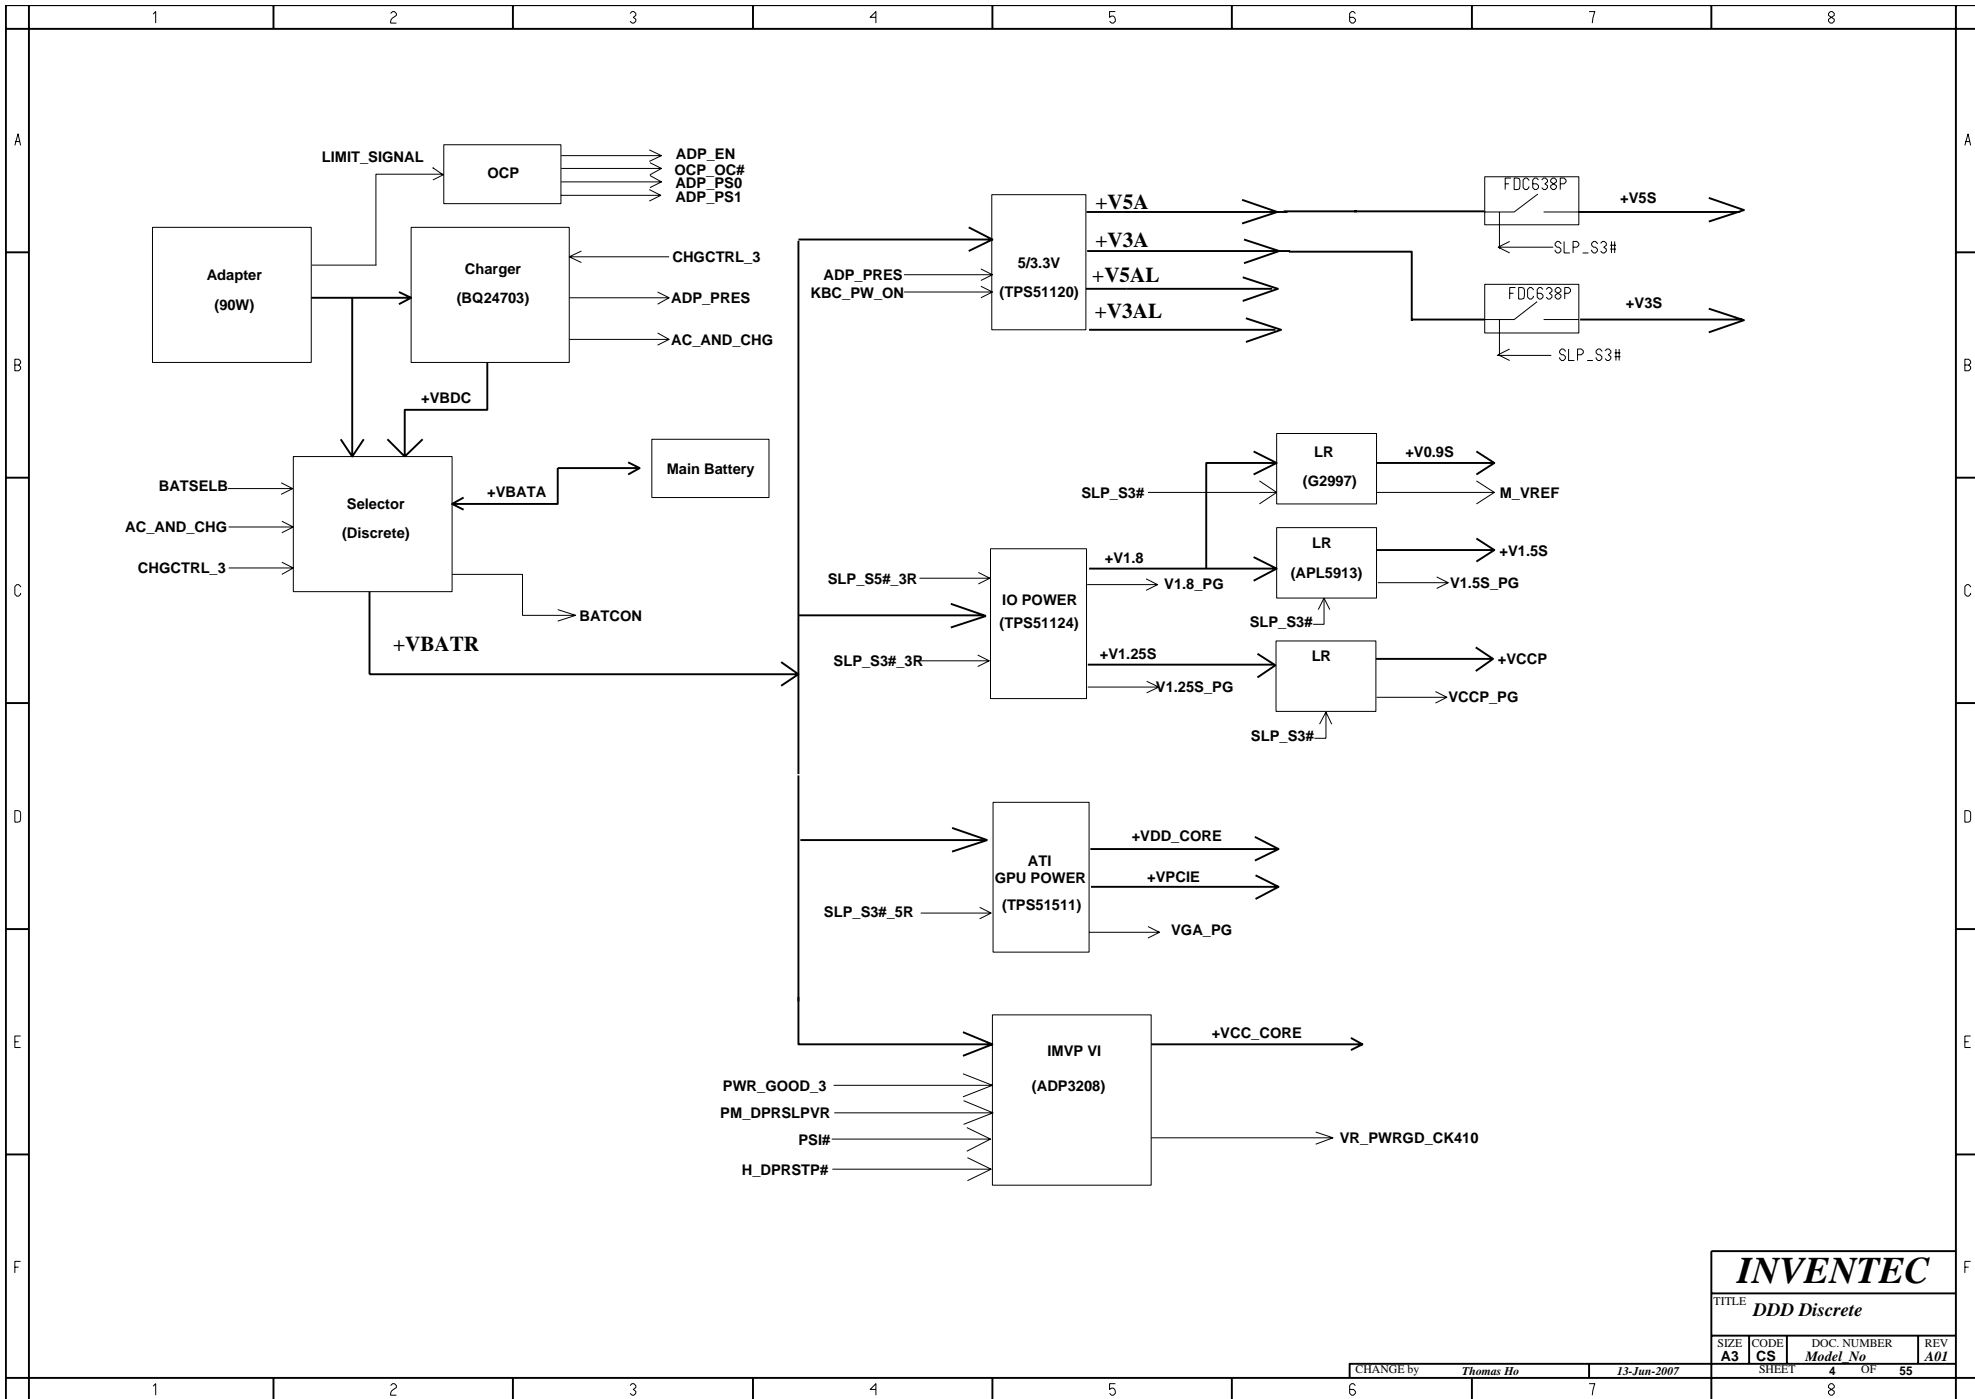 1 2 3 4 5 6 7 8
A A
LIMIT_SIGNAL
OCP
ADP_EN
OCP_OC#
ADP_PS0
ADP_PS1
Adapter
(90W)
Charger
(BQ24703)
CHGCTRL_3
ADP_PRES
AC_AND_CHG
+VBDC
B B
BATSELB
AC_AND_CHG
CHGCTRL_3
Selector
(Discrete)
+VBATA
Main Battery
BATCON
+VBATR
ADP_PRES
KBC_PW_ON
5/3.3V
(TPS51120)
+V5A
+V3A
+V5AL
+V3AL
FDC638P
+V5S
SLP_S3#
FDC638P
+V3S
SLP_S3#
LR
(G2997)
+V0.9S
SLP_S3#
M_VREF
C C
SLP_S5#_3R
IO POWER
(TPS51124)
SLP_S3#_3R
+V1.8
V1.8_PG
+V1.25S
V1.25S_PG
LR
(APL5913)
+V1.5S
V1.5S_PG
SLP_S3#
LR
+VCCP
VCCP_PG
SLP_S3#
D D
ATI
GPU POWER
(TPS51511)
SLP_S3#_5R
+VDD_CORE
+VPCIE
VGA_PG
E E
IMVP VI
(ADP3208)
PWR_GOOD_3
PM_DPRSLPVR
PSI#
H_DPRSTP#
+VCC_CORE
VR_PWRGD_CK410
F F
INVENTEC
TITLE DDD Discrete
SIZE CODE DOC. NUMBER REV
A3 CS Model_No A01
CHANGE by Thomas Ho 13-Jun-2007 SHEET 4 OF 55
1 2 3 4 5 6 7 8